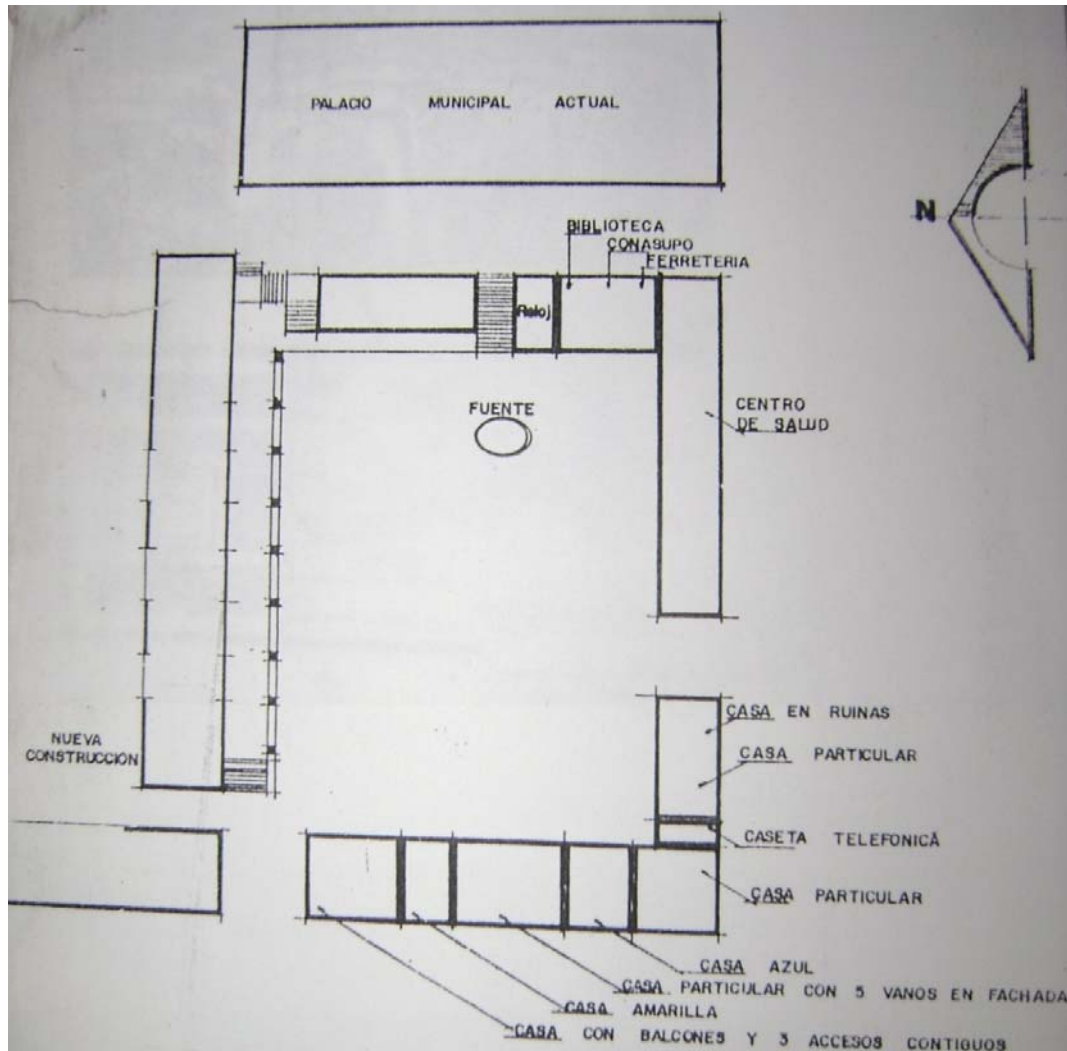 PALACIO MUNICIPAL ACTUAL
N
BIBLIOTECA
CONASUPO
FERRETERIA
Reloj
FUENTE
CENTRO
DE SALUD
CASA EN RUINAS
CASA PARTICULAR
NUEVA
CONSTRUCCIÓN
CASETA TELEFONICA
CASA PARTICULAR
CASA AZUL
CASA PARTICULAR CON 5 VANOS EN FACHADA
CASA AMARILLA
CASA CON BALCONES Y 3 ACCESOS CONTIGUOS